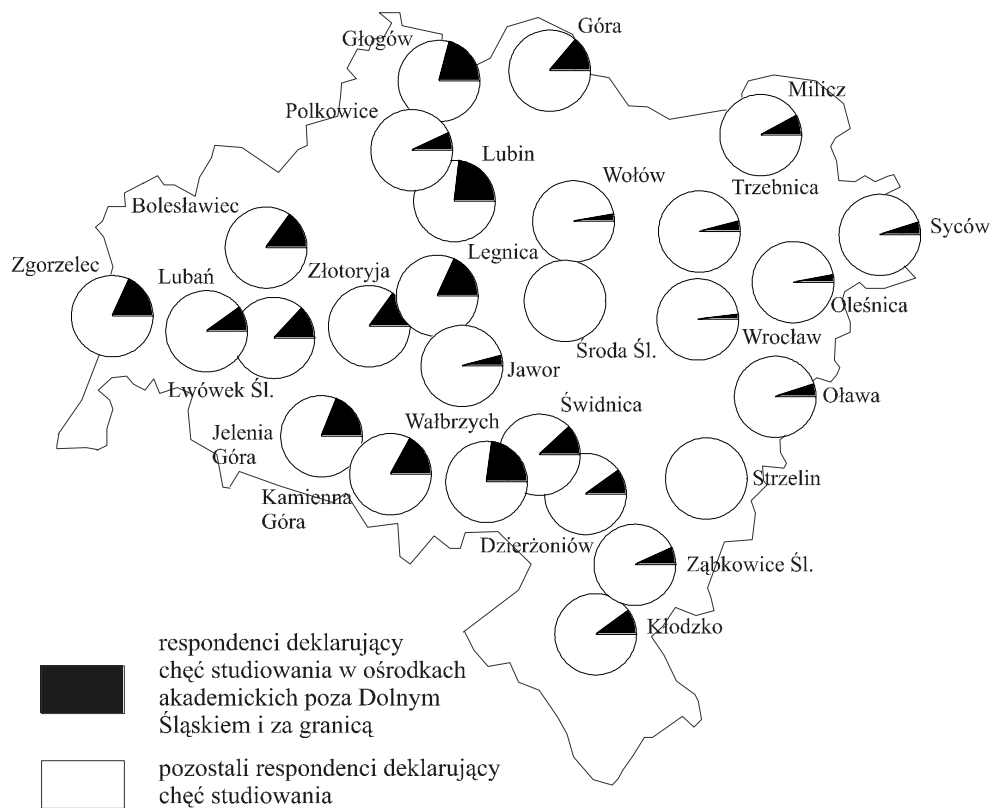 Góra
Głogów
Milicz
Polkowice
Lubin
Wołów
Trzebnica
Bolesławiec
Syców
Legnica
Zgorzelec
Lubań
Złotoryja
Oleśnica
Wrocław
Środa Śl.
Jawor
Lwówek Śl.
Oława
Świdnica
Wałbrzych
Jelenia
Góra
Strzelin
Kamienna
Góra
Dzierżoniów
Ząbkowice Śl.
Kłodzko
respondenci deklarujący
chęć studiowania w ośrodkach
akademickich poza Dolnym
Śląskiem i za granicą
pozostali respondenci deklarujący
chęć studiowania